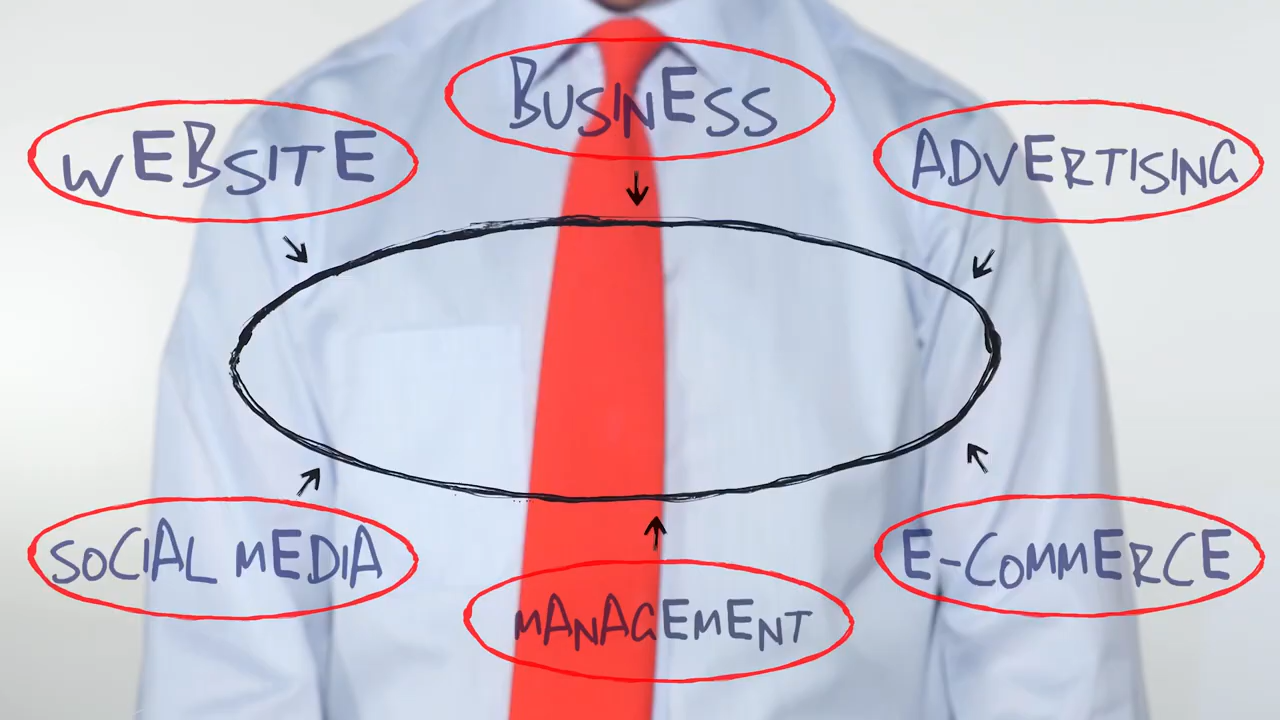 BUSINESS
WEBSITE
ADVERTISING
SOCIAL MEDIA
E-COMMERCE
MANAGEMENT